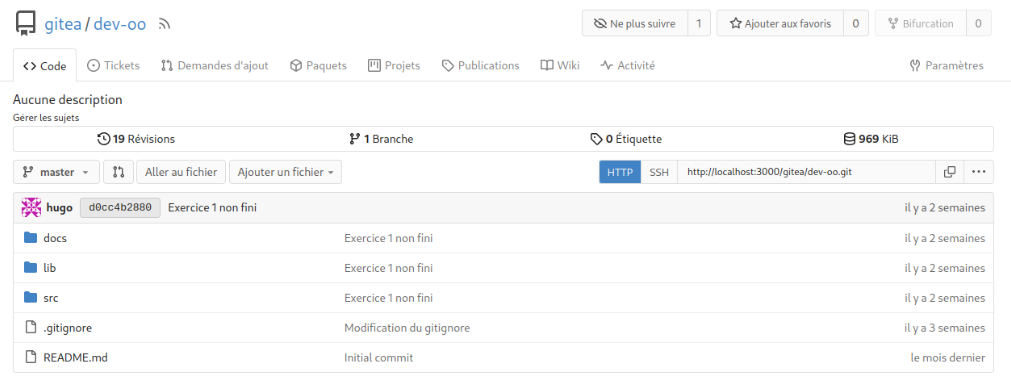 gitea / dev-oo Ne plus suivre 1 Ajouter aux favoris 0 Bifurcation 0
Code Tickets Demandes d'ajout Paquets Projets Publications Wiki Activité Paramètres
Aucune description
Gérer les sujets
19 Révisions 1 Branche 0 Étiquette 969 KiB
master Aller au fichier Ajouter un fichier HTTP SSH http://localhost:3000/gitea/dev-oo.git
hugo d0cc4b2880 Exercice 1 non fini il y a 2 semaines
docs Exercice 1 non fini il y a 2 semaines
lib Exercice 1 non fini il y a 2 semaines
src Exercice 1 non fini il y a 2 semaines
.gitignore Modification du gitignore il y a 3 semaines
README.md Initial commit le mois dernier